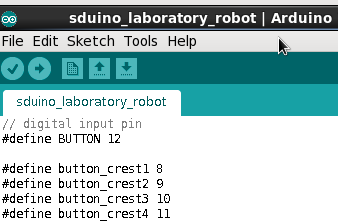 sduino_laboratory_robot | Arduino
File Edit Sketch Tools Help
sduino_laboratory_robot
// digital input pin
#define BUTTON 12
#define button_crest1 8
#define button_crest2 9
#define button_crest3 10
#define button_crest4 11